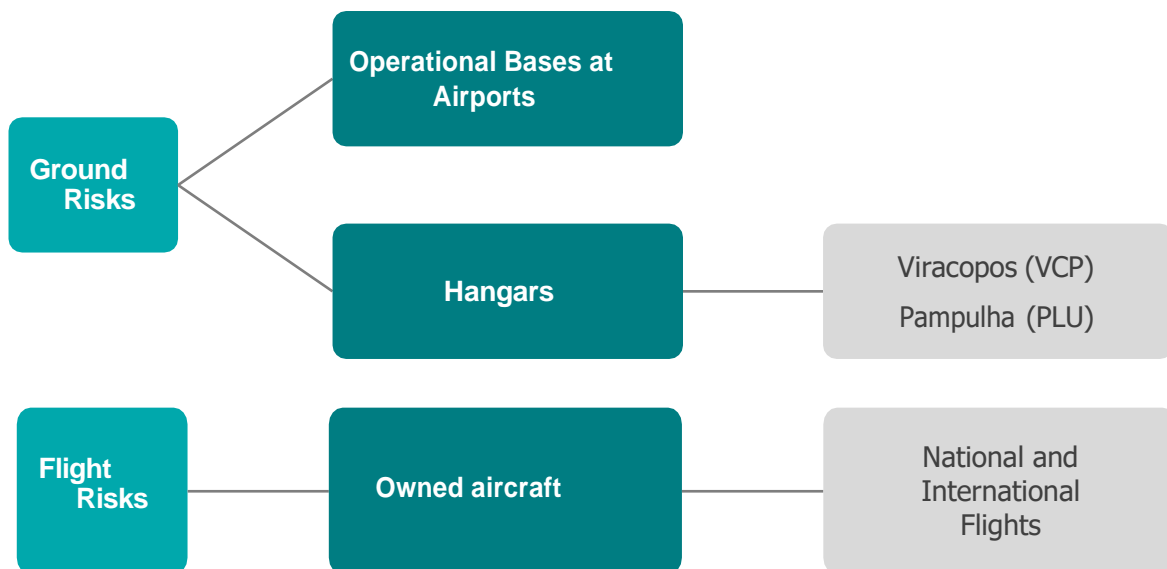 Operational Bases at
Airports
Ground
Risks
Hangars
Viracopos (VCP)
Pampulha (PLU)
Flight
Risks
Owned aircraft
National and
International
Flights